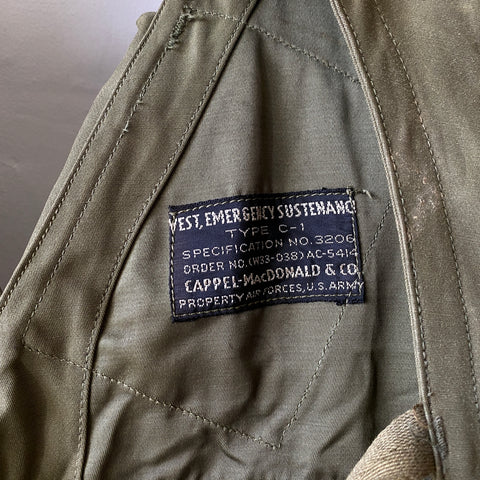 VEST, EMERGENCY SUSTENANCE
TYPE C-1
SPECIFICATION NO. 3206
ORDER NO. (W33-038) AC-5414
CAPPEL-MACDONALD & CO.
PROPERTY AIR FORCES, U.S. ARMY